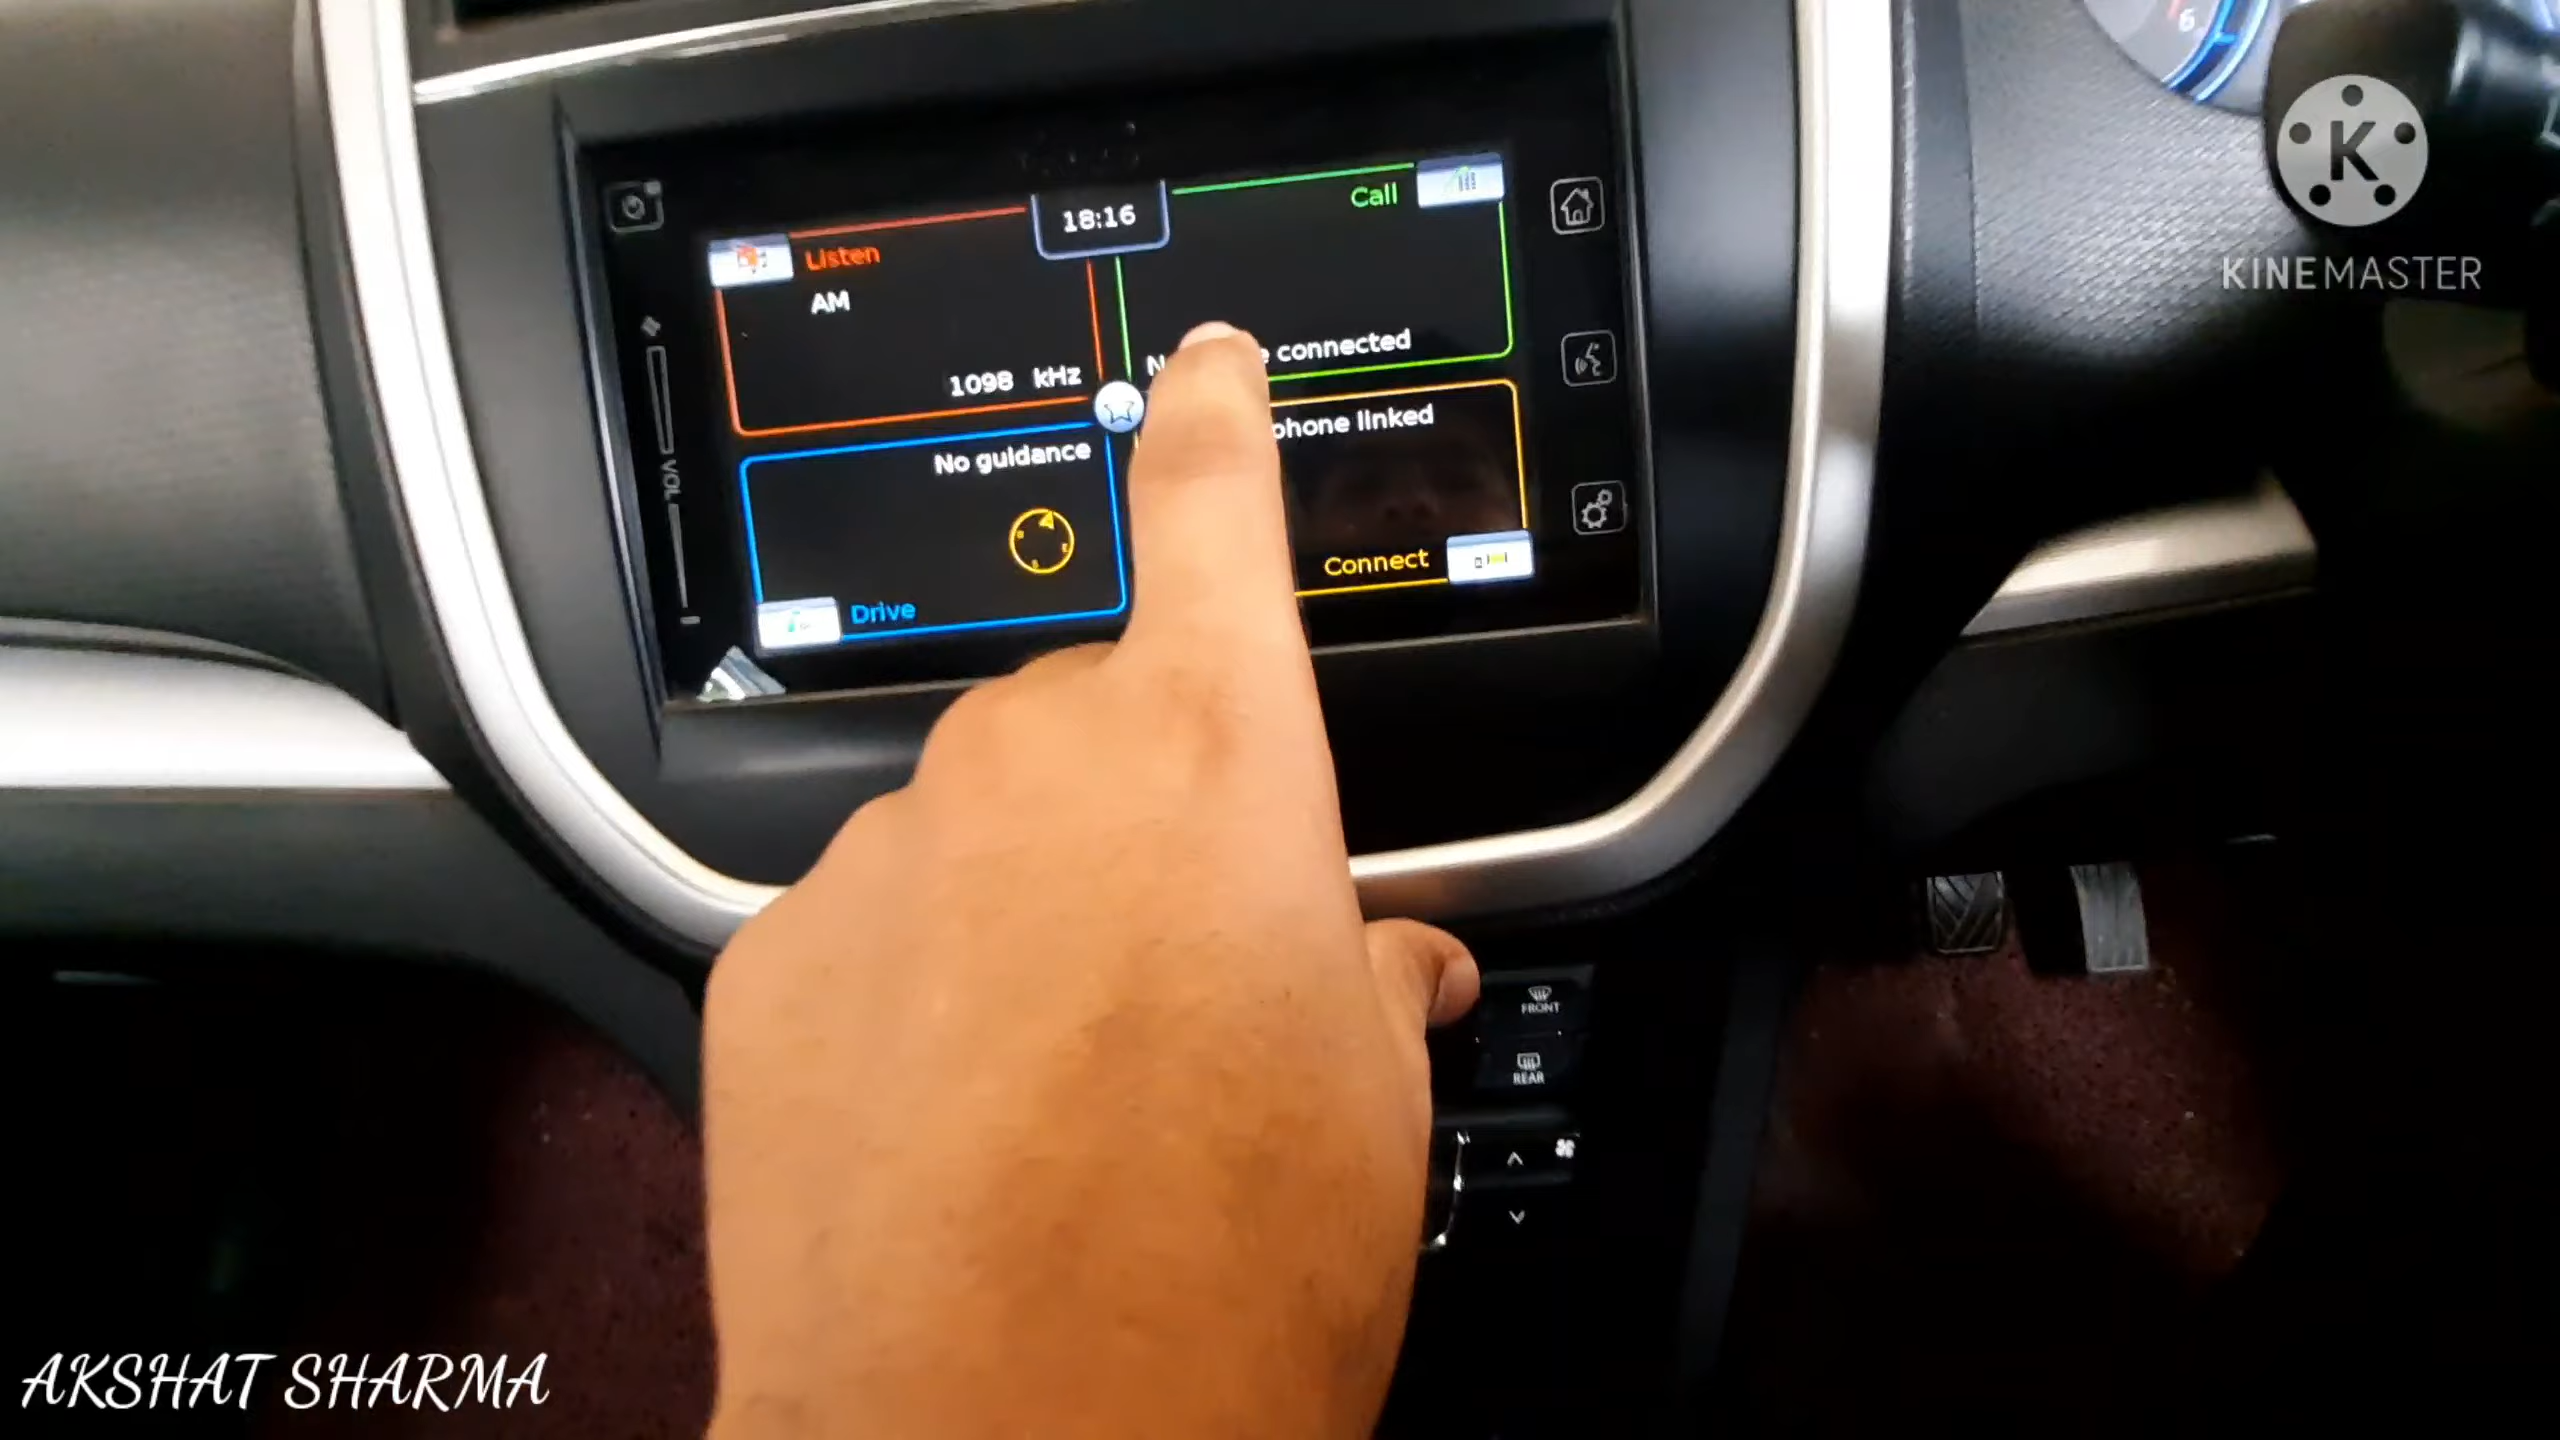 6
K
KINEMASTER
18:16
Call
Listen
AM
1098 kHz
connected
No guidance
phone linked
VOL
Connect
Drive
FRONT
REAR
AKSHAT SHARMA